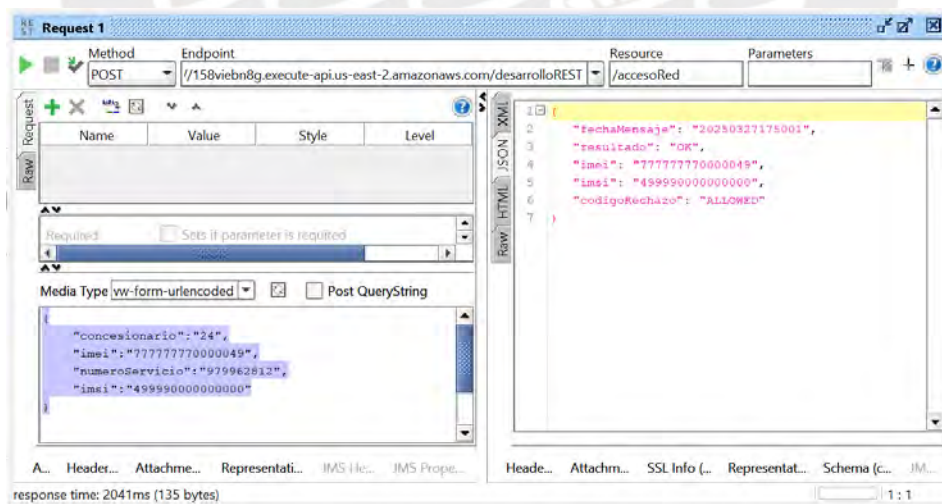 Request 1
Method
Endpoint
Resource
Parameters
POST
//158viebn8g.execute-api.us-east-2.amazonaws.com/desarrolloREST
/accesoRed
Request
Raw
Name Value Style Level
Required: Sets if parameter is required
Media Type vw-form-urlencoded Post QueryString
{
"concesionario":"24",
"imei":"777777770000049",
"numeroServicio":"979962812",
"imsi":"499990000000000"
}
A... Header... Attachme... Representati... JMS He... JMS Prope...
XML
JSON
HTML
Raw
1 {
2 "fechaMensaje": "20250327175001",
3 "resultado": "OK",
4 "imei": "777777770000049",
5 "imsi": "499990000000000",
6 "codigoRechazo": "ALLOWED"
7 }
Heade... Attachm... SSL Info (... Representat... Schema (c... JM...
response time: 2041ms (135 bytes)
1 : 1